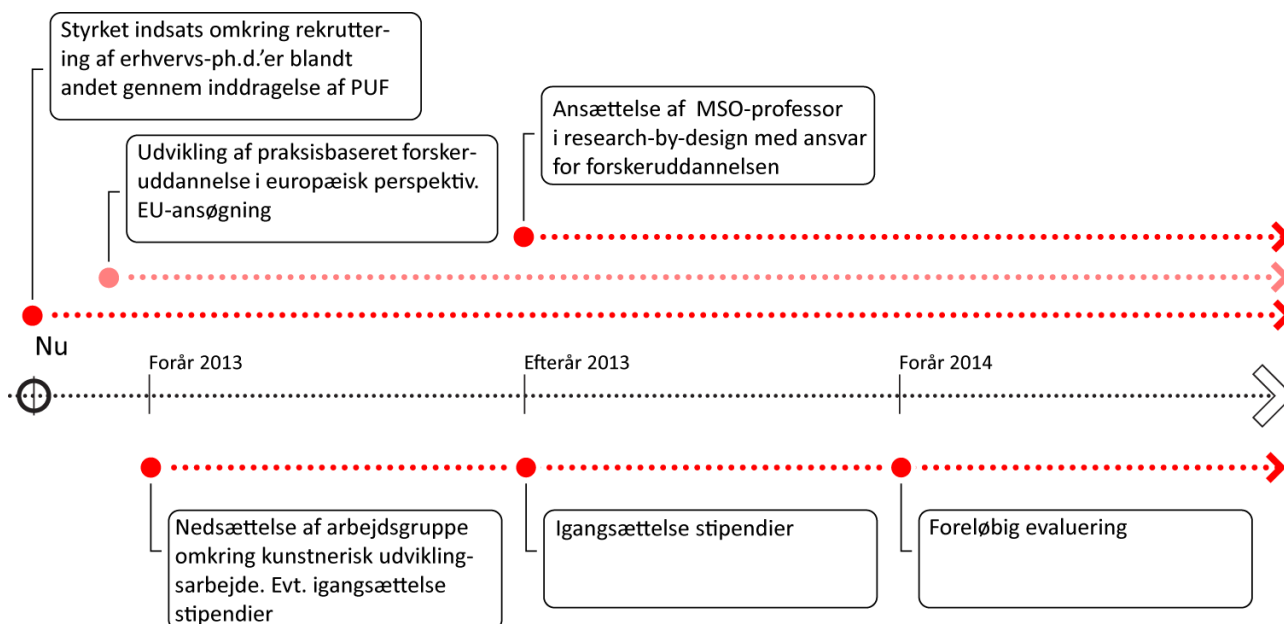 Styrket indsats omkring rekrutter-
ing af erhvervs-ph.d.'er blandt
andet gennem inddragelse af PUF
Udvikling af praksisbaseret forsker-
uddannelse i europæisk perspektiv.
EU-ansøgning
Ansættelse af MSO-professor
i research-by-design med ansvar
for forskeruddannelsen
Nu
Forår 2013
Efterår 2013
Forår 2014
Nedsættelse af arbejdsgruppe
omkring kunstnerisk udvikling-
sarbejde. Evt. igangsættelse
stipendier
Igangsættelse stipendier
Foreløbig evaluering